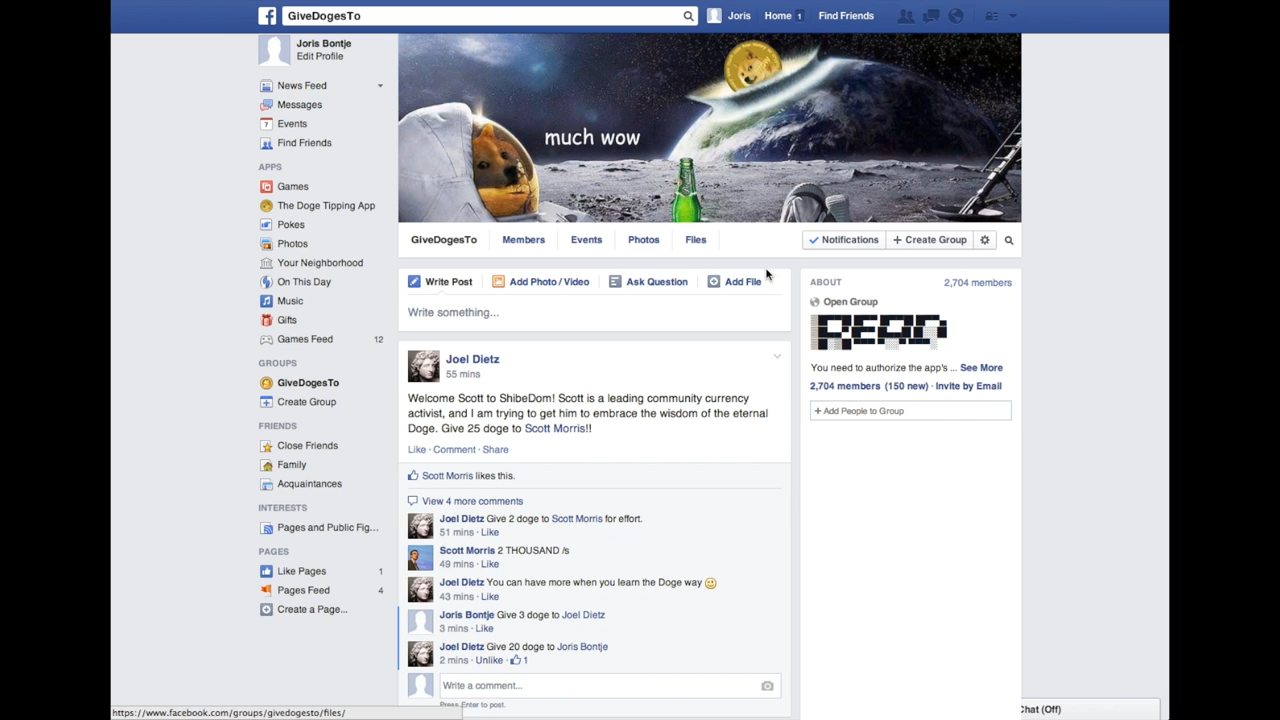 GiveDogesTo
Joris
Home 1
Find Friends
Joris Bontje
Edit Profile
News Feed
Messages
7
Events
Find Friends
APPS
Games
The Doge Tipping App
Pokes
Photos
Your Neighborhood
On This Day
Music
Gifts
Games Feed 12
GROUPS
GiveDogesTo
Create Group
FRIENDS
Close Friends
Family
Acquaintances
INTERESTS
Pages and Public Fig...
PAGES
Like Pages 1
Pages Feed 4
Create a Page...
much wow
GiveDogesTo
Members
Events
Photos
Files
Notifications
+ Create Group
Write Post
Add Photo / Video
Ask Question
Add File
Write something...
Joel Dietz
55 mins
Welcome Scott to ShibeDom! Scott is a leading community currency
activist, and I am trying to get him to embrace the wisdom of the eternal
Doge. Give 25 doge to Scott Morris!!
Like · Comment · Share
Scott Morris likes this.
View 4 more comments
Joel Dietz Give 2 doge to Scott Morris for effort.
51 mins · Like
Scott Morris 2 THOUSAND /s
49 mins · Like
Joel Dietz You can have more when you learn the Doge way
43 mins · Like
Joris Bontje Give 3 doge to Joel Dietz
3 mins · Like
Joel Dietz Give 20 doge to Joris Bontje
2 mins · Unlike · 1
Write a comment...
Press Enter to post.
ABOUT
2,704 members
Open Group
You need to authorize the app's ... See More
2,704 members (150 new) · Invite by Email
+ Add People to Group
Chat (Off)
https://www.facebook.com/groups/givedogesto/files/